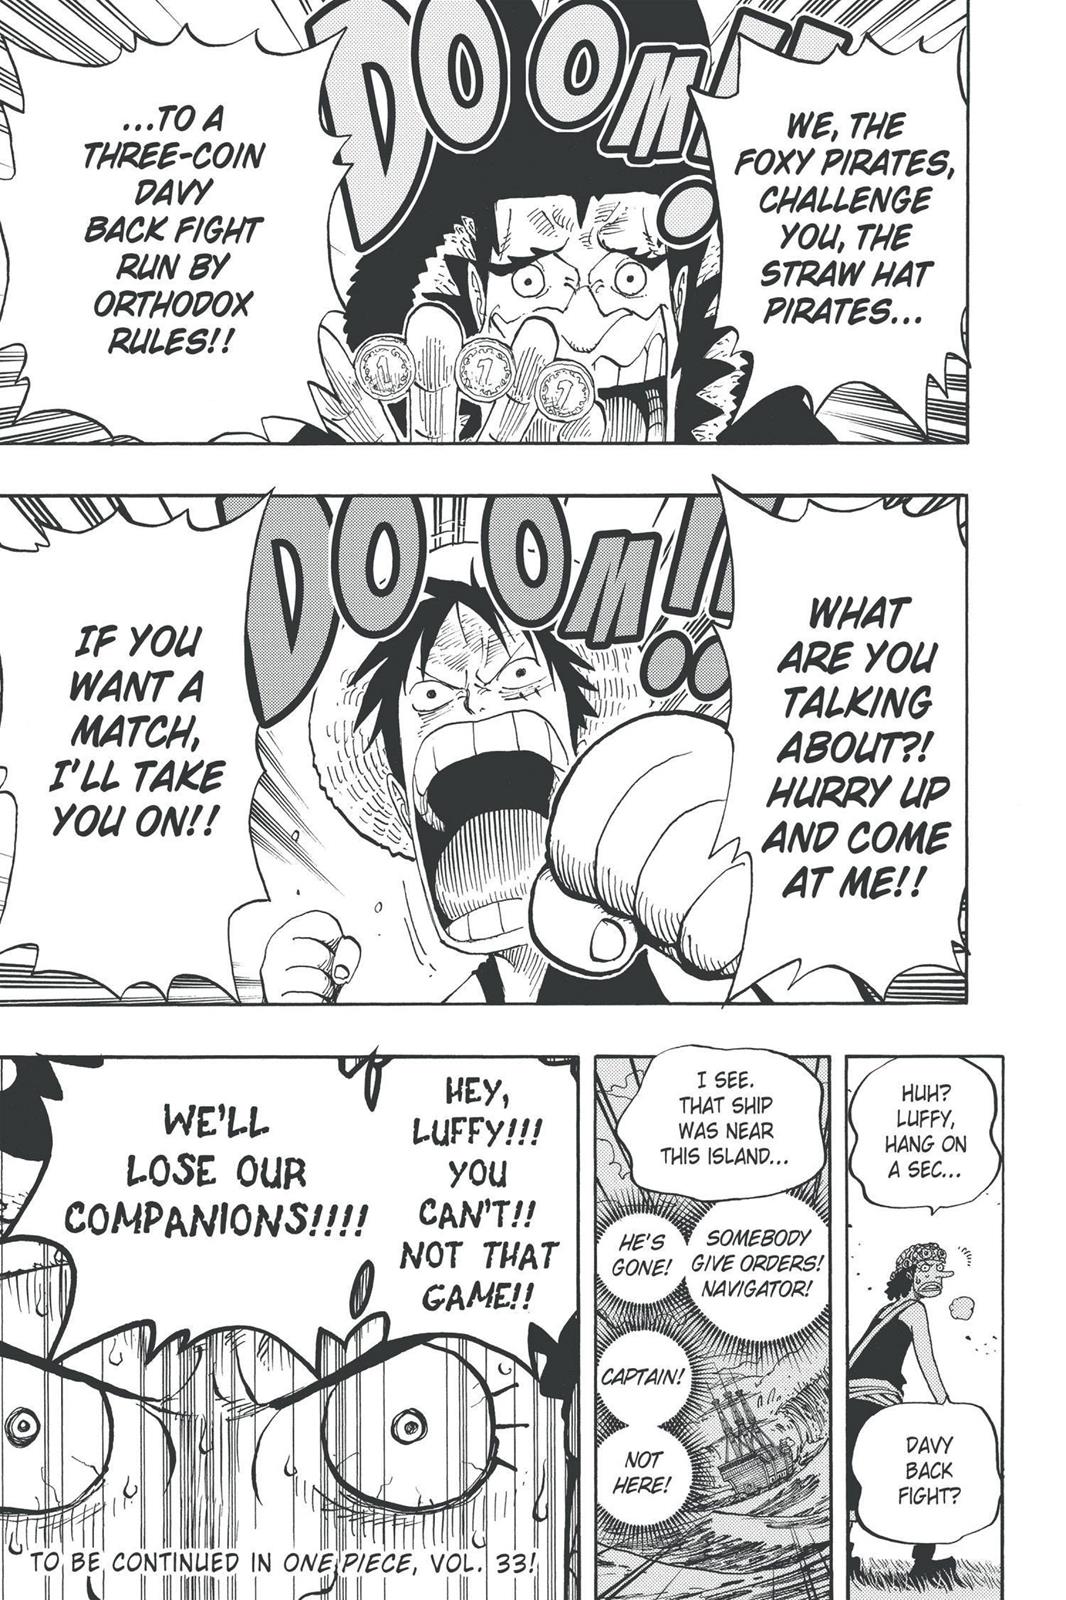 DOOM!
WE, THE
FOXY PIRATES,
CHALLENGE
YOU, THE
STRAW HAT
PIRATES...
...TO A
THREE-COIN
DAVY
BACK FIGHT
RUN BY
ORTHODOX
RULES!!
1
1
1
DOOM!!
WHAT
ARE YOU
TALKING
ABOUT?!
HURRY UP
AND COME
AT ME!!
IF YOU
WANT A
MATCH,
I'LL TAKE
YOU ON!!
HUH?
LUFFY,
HANG ON
A SEC...
DAVY
BACK
FIGHT?
I SEE.
THAT SHIP
WAS NEAR
THIS ISLAND...
SOMEBODY
GIVE ORDERS!
NAVIGATOR!
HE'S
GONE!
CAPTAIN!
NOT
HERE!
HEY,
LUFFY!!!
YOU
CAN'T!!
NOT THAT
GAME!!
WE'LL
LOSE OUR
COMPANIONS!!!!
TO BE CONTINUED IN ONE PIECE, VOL. 33!